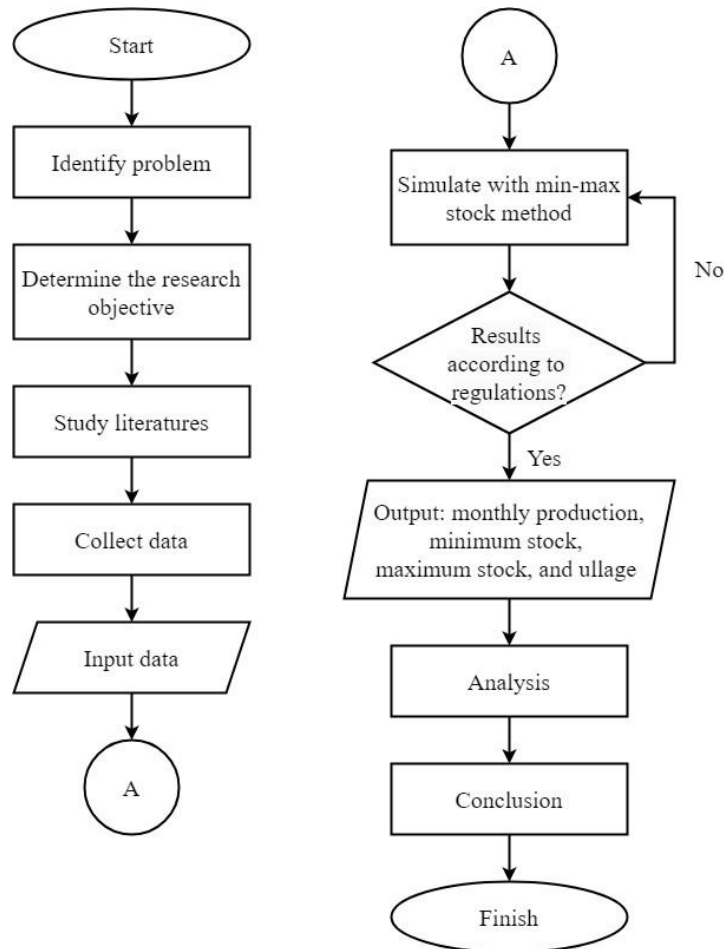 Start
Identify problem
Determine the research
objective
Study literatures
Collect data
Input data
A
A
Simulate with min-max
stock method
No
Results
according to
regulations?
Yes
Output: monthly production,
minimum stock,
maximum stock, and ullage
Analysis
Conclusion
Finish